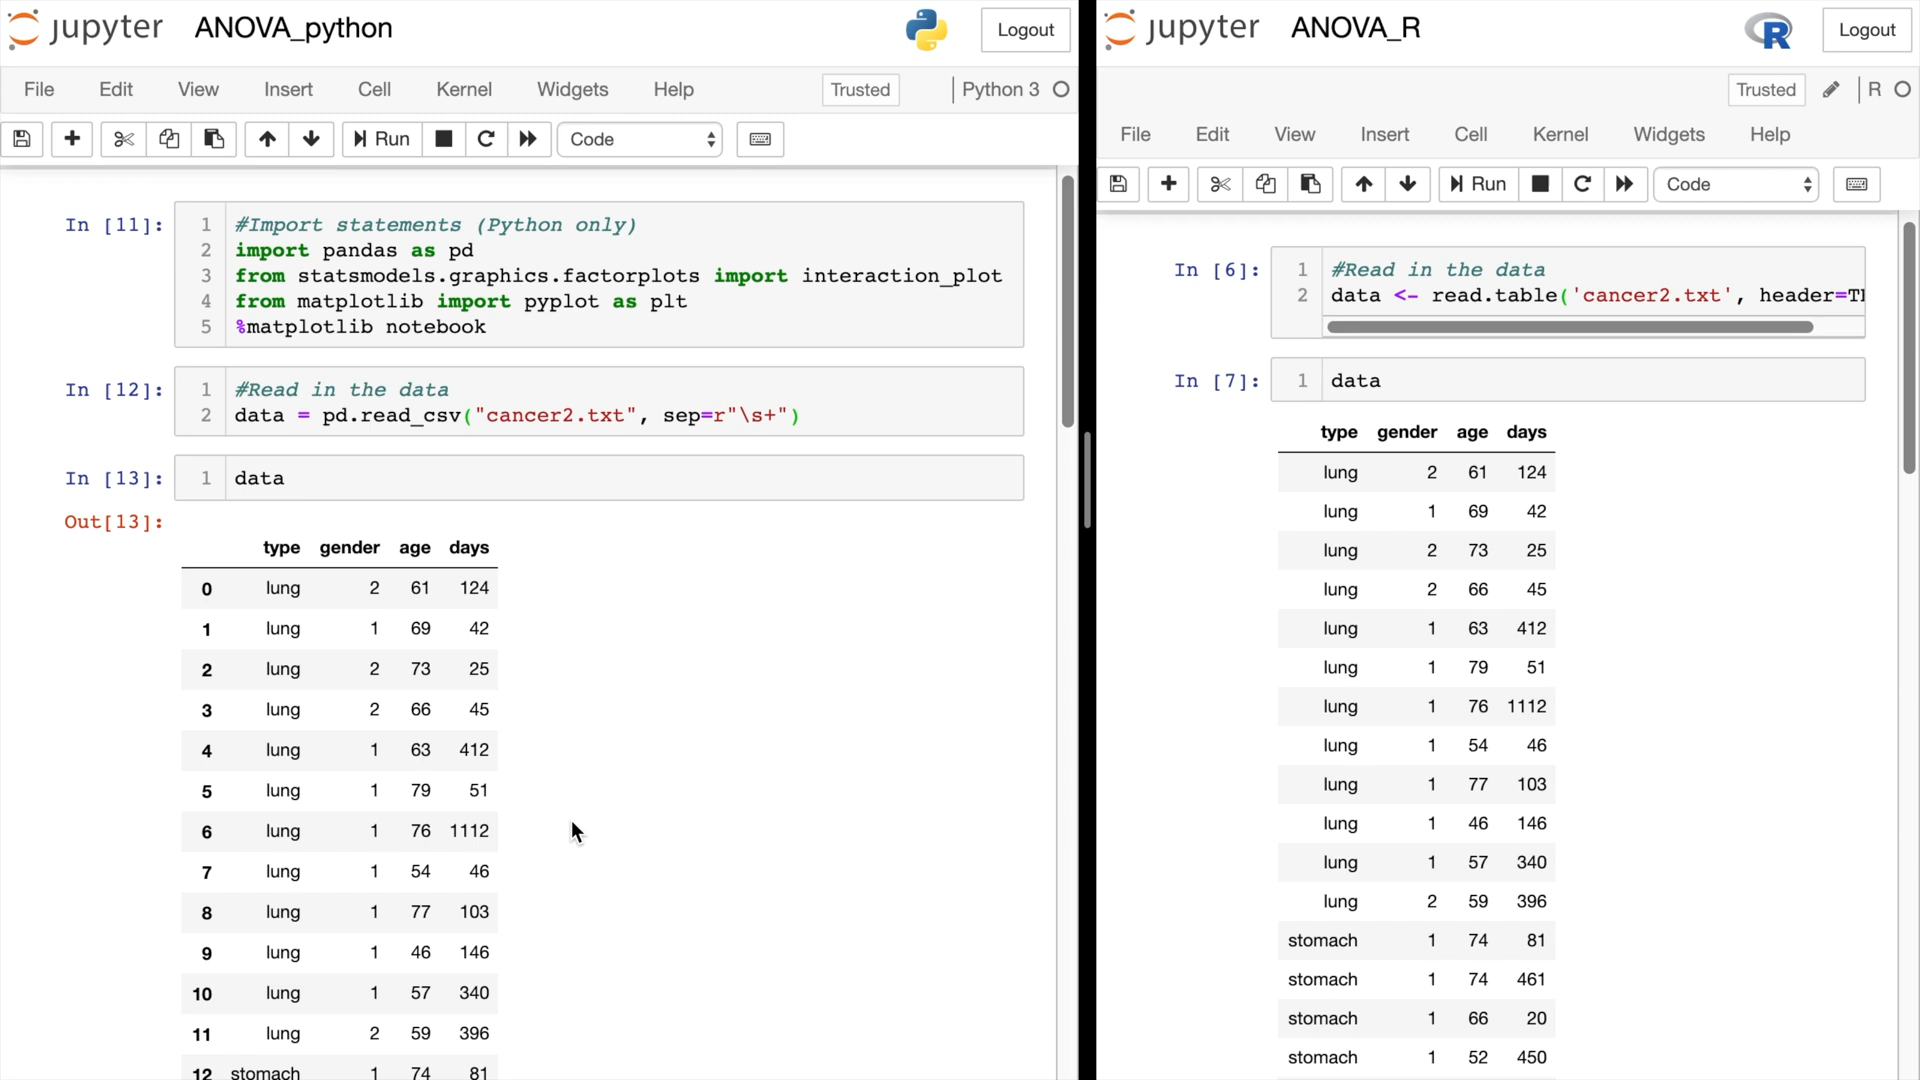 jupyter ANOVA_python Logout
File Edit View Insert Cell Kernel Widgets Help Trusted Python 3
Run Code
In [11]:
1 #Import statements (Python only)
2 import pandas as pd
3 from statsmodels.graphics.factorplots import interaction_plot
4 from matplotlib import pyplot as plt
5 %matplotlib notebook
In [12]:
1 #Read in the data
2 data = pd.read_csv("cancer2.txt", sep=r"\s+")
In [13]:
1 data
Out[13]:
type gender age days
0 lung 2 61 124
1 lung 1 69 42
2 lung 2 73 25
3 lung 2 66 45
4 lung 1 63 412
5 lung 1 79 51
6 lung 1 76 1112
7 lung 1 54 46
8 lung 1 77 103
9 lung 1 46 146
10 lung 1 57 340
11 lung 2 59 396
12 stomach 1 74 81
jupyter ANOVA_R R Logout
Trusted R
File Edit View Insert Cell Kernel Widgets Help
Run Code
In [6]:
1 #Read in the data
2 data <- read.table('cancer2.txt', header=T
In [7]:
1 data
type gender age days
lung 2 61 124
lung 1 69 42
lung 2 73 25
lung 2 66 45
lung 1 63 412
lung 1 79 51
lung 1 76 1112
lung 1 54 46
lung 1 77 103
lung 1 46 146
lung 1 57 340
lung 2 59 396
stomach 1 74 81
stomach 1 74 461
stomach 1 66 20
stomach 1 52 450